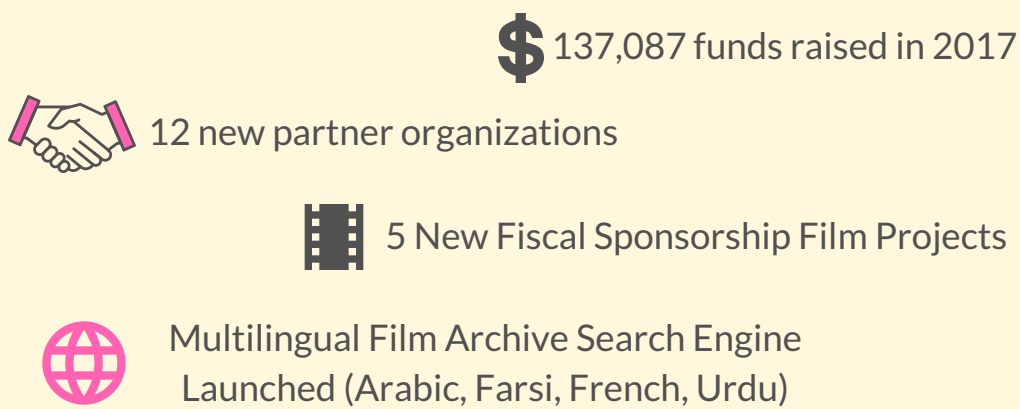 $ 137,087 funds raised in 2017
12 new partner organizations
5 New Fiscal Sponsorship Film Projects
Multilingual Film Archive Search Engine
Launched (Arabic, Farsi, French, Urdu)